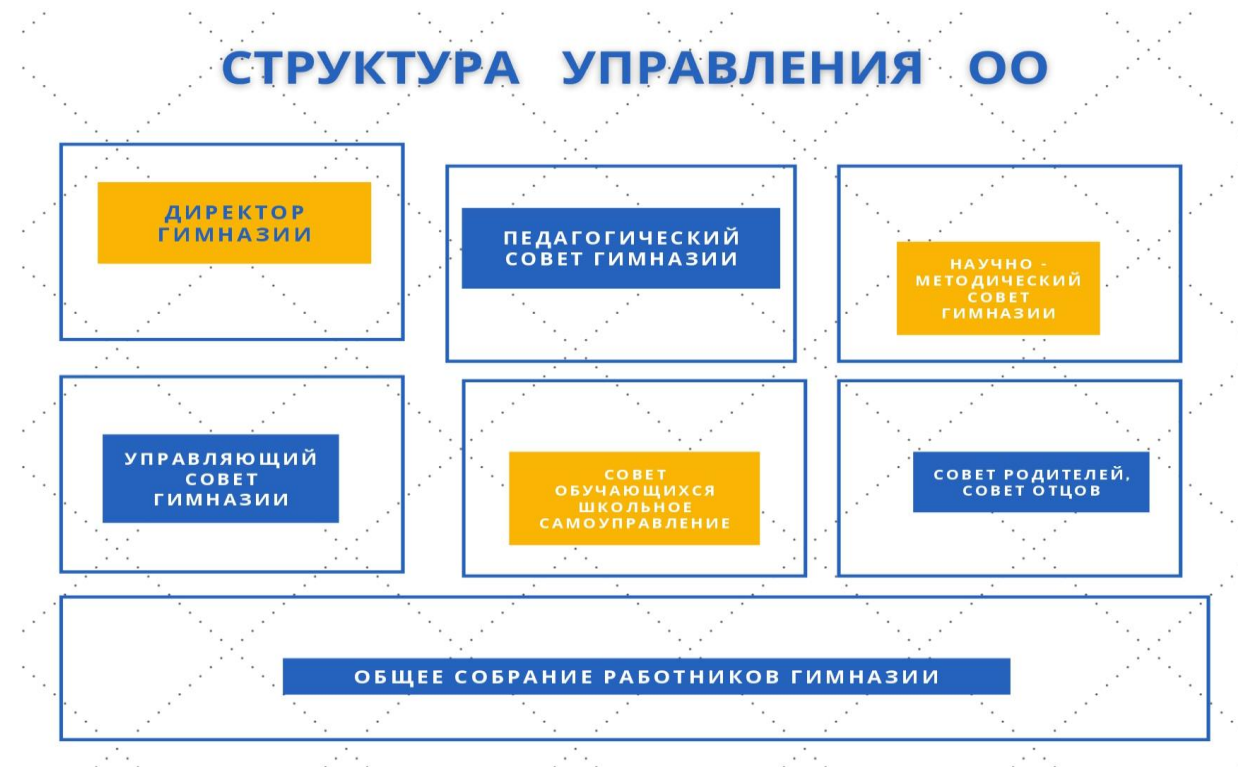 СТРУКТУРА УПРАВЛЕНИЯ ОО
ДИРЕКТОР
ГИМНАЗИИ
ПЕДАГОГИЧЕСКИЙ
СОВЕТ ГИМНАЗИИ
НАУЧНО -
МЕТОДИЧЕСКИЙ
СОВЕТ
ГИМНАЗИИ
УПРАВЛЯЮЩИЙ
СОВЕТ
ГИМНАЗИИ
СОВЕТ
ОБУЧАЮЩИХСЯ
ШКОЛЬНОЕ
САМОУПРАВЛЕНИЕ
СОВЕТ РОДИТЕЛЕЙ,
СОВЕТ ОТЦОВ
ОБЩЕЕ СОБРАНИЕ РАБОТНИКОВ ГИМНАЗИИ